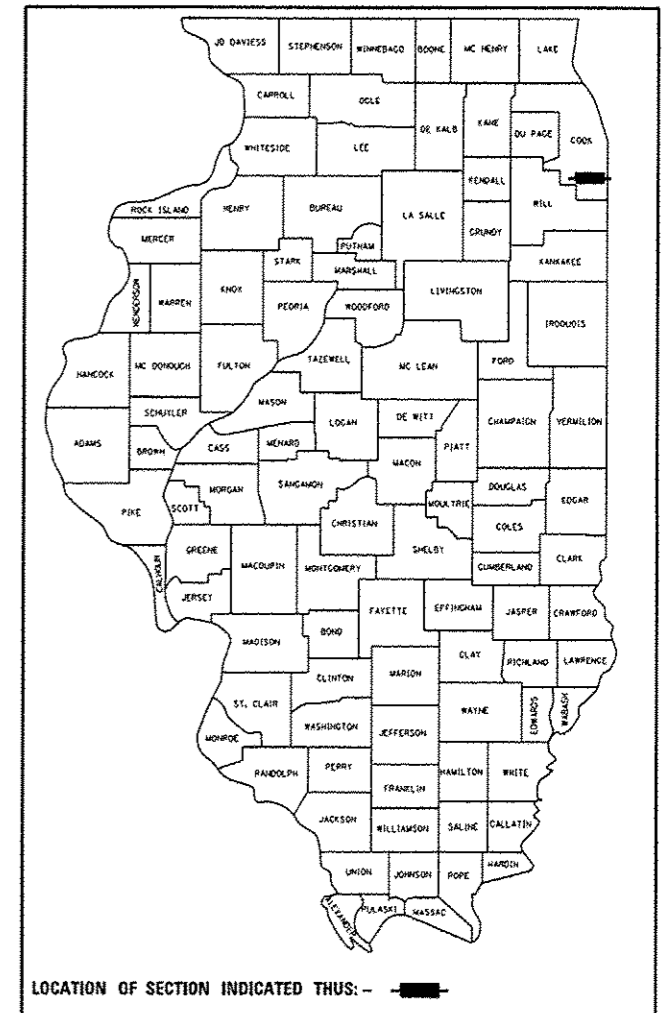 JO DAVIESS STEPHENSON WINNEBAGO BOONE MC HENRY LAKE
CARROLL OGLE DE KALB KANE DU PAGE COOK
WHITESIDE LEE KENDALL WILL
ROCK ISLAND HENRY BUREAU LA SALLE GRUNDY
MERCER PUTNAM KANKAKEE
HENDERSON WARREN KNOX STARK MARSHALL LIVINGSTON IROQUOIS
PEORIA WOODFORD FORD
HANCOCK MC DONOUGH FULTON TAZEWELL MC LEAN
SCHUYLER MASON LOGAN DE WITT CHAMPAIGN VERMILION
ADAMS BROWN CASS MENARD MACON PIATT
PIKE SCOTT MORGAN SANGAMON CHRISTIAN MOULTRIE DOUGLAS EDGAR
COLES
CALHOUN GREENE MACOUPIN MONTGOMERY SHELBY CUMBERLAND CLARK
JERSEY FAYETTE EFFINGHAM JASPER CRAWFORD
MADISON BOND CLAY RICHLAND LAWRENCE
CLINTON MARION
ST. CLAIR WAYNE EDWARDS WABASH
MONROE WASHINGTON JEFFERSON
RANDOLPH PERRY FRANKLIN HAMILTON WHITE
JACKSON WILLIAMSON SALINE GALLATIN
UNION JOHNSON POPE HARDIN
ALEXANDER PULASKI MASSAC
LOCATION OF SECTION INDICATED THUS: -